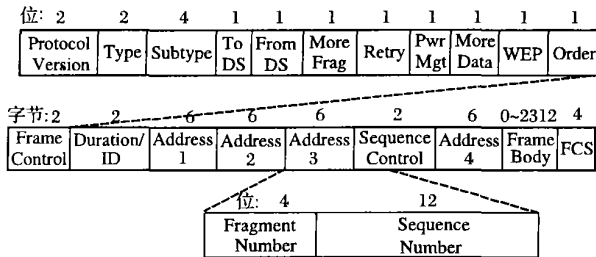 位: 2 2 4 1 1 1 1 1 1 1 1
Protocol Version Type Subtype To DS From DS More Frag Retry Pwr Mgt More Data WEP Order
字节: 2 2 6 6 6 2 6 0~2312 4
Frame Control Duration/ID Address 1 Address 2 Address 3 Sequence Control Address 4 Frame Body FCS
位: 4 12
Fragment Number Sequence Number